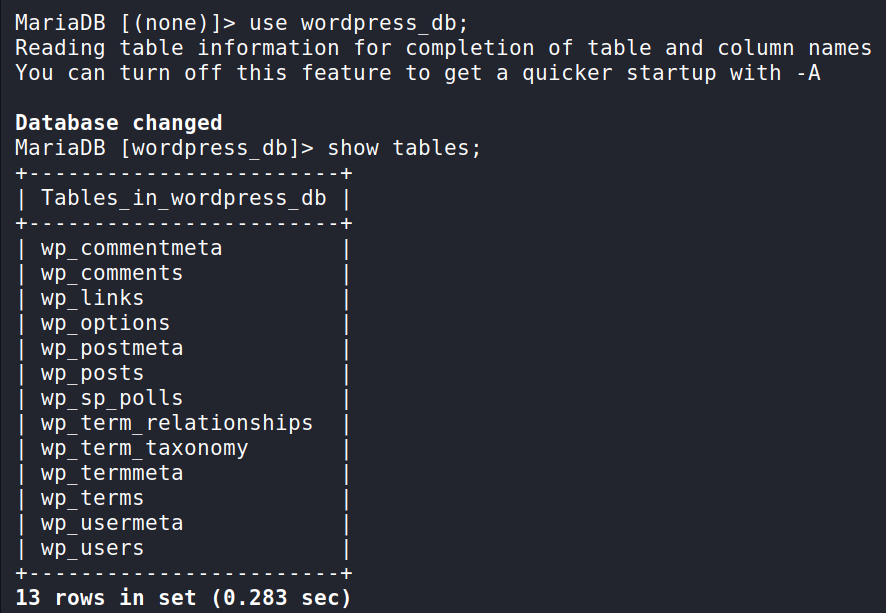 MariaDB [(none)]> use wordpress_db;
Reading table information for completion of table and column names
You can turn off this feature to get a quicker startup with -A

Database changed
MariaDB [wordpress_db]> show tables;
+------------------------+
| Tables_in_wordpress_db |
+------------------------+
| wp_commentmeta         |
| wp_comments            |
| wp_links               |
| wp_options             |
| wp_postmeta            |
| wp_posts               |
| wp_sp_polls            |
| wp_term_relationships  |
| wp_term_taxonomy       |
| wp_termmeta            |
| wp_terms               |
| wp_usermeta            |
| wp_users               |
+------------------------+
13 rows in set (0.283 sec)